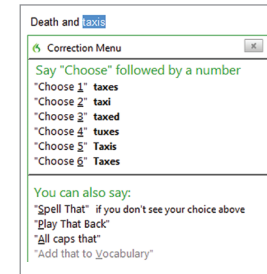 Death and taxis
Correction Menu
Say "Choose" followed by a number
"Choose 1" taxes
"Choose 2" taxi
"Choose 3" taxed
"Choose 4" tuxes
"Choose 5" Taxis
"Choose 6" Taxes
You can also say:
"Spell That" if you don't see your choice above
"Play That Back"
"All caps that"
"Add that to Vocabulary"